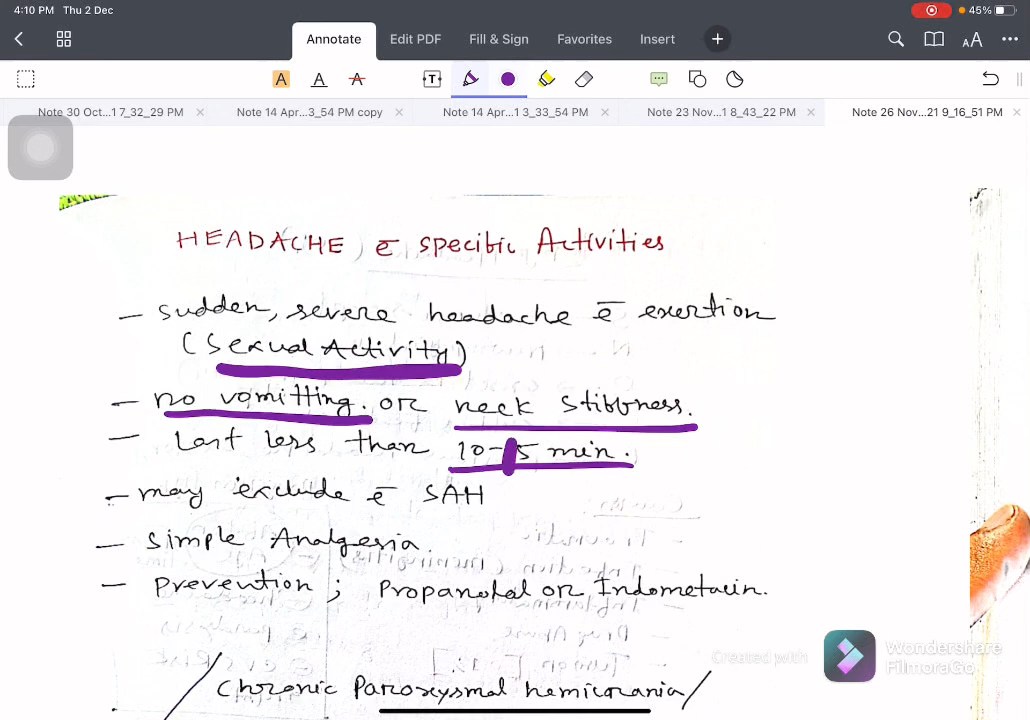 4:10 PM Thu 2 Dec
45%
Annotate Edit PDF Fill & Sign Favorites Insert
Note 30 Oct...1 7_32_29 PM
Note 14 Apr...3_54 PM copy
Note 14 Apr...1 3_33_54 PM
Note 23 Nov...1 8_43_22 PM
Note 26 Nov...21 9_16_51 PM
HEADACHE c̄ specific Activities
— sudden, severe headache c̄ exertion
(Sexual Activity)
— no vomitting. or neck stiffness.
— Last less than 10-15 min.
— may exclude c̄ SAH
— simple Analgesia
— Prevention ; Propanolal or Indometacin.
/ Chronic Paroxysmal hemicrania /
Created with
Wondershare
FilmoraGo